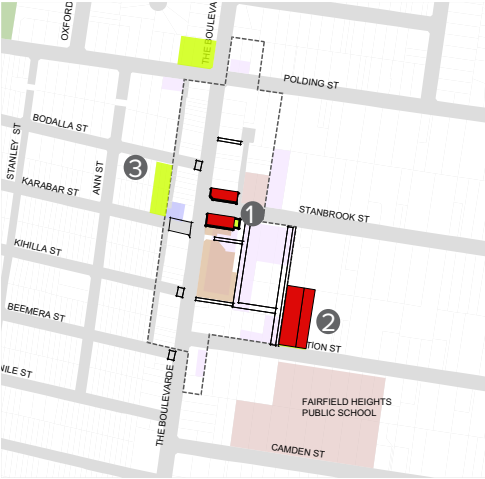 OXFORD
THE BOULEVA
POLDING ST
BODALLA ST
STANLEY ST
ANN ST
3
KARABAR ST
1
STANBROOK ST
KIHILLA ST
BEEMERA ST
2
TION ST
NILE ST
THE BOULEVARDE
FAIRFIELD HEIGHTS
PUBLIC SCHOOL
CAMDEN ST